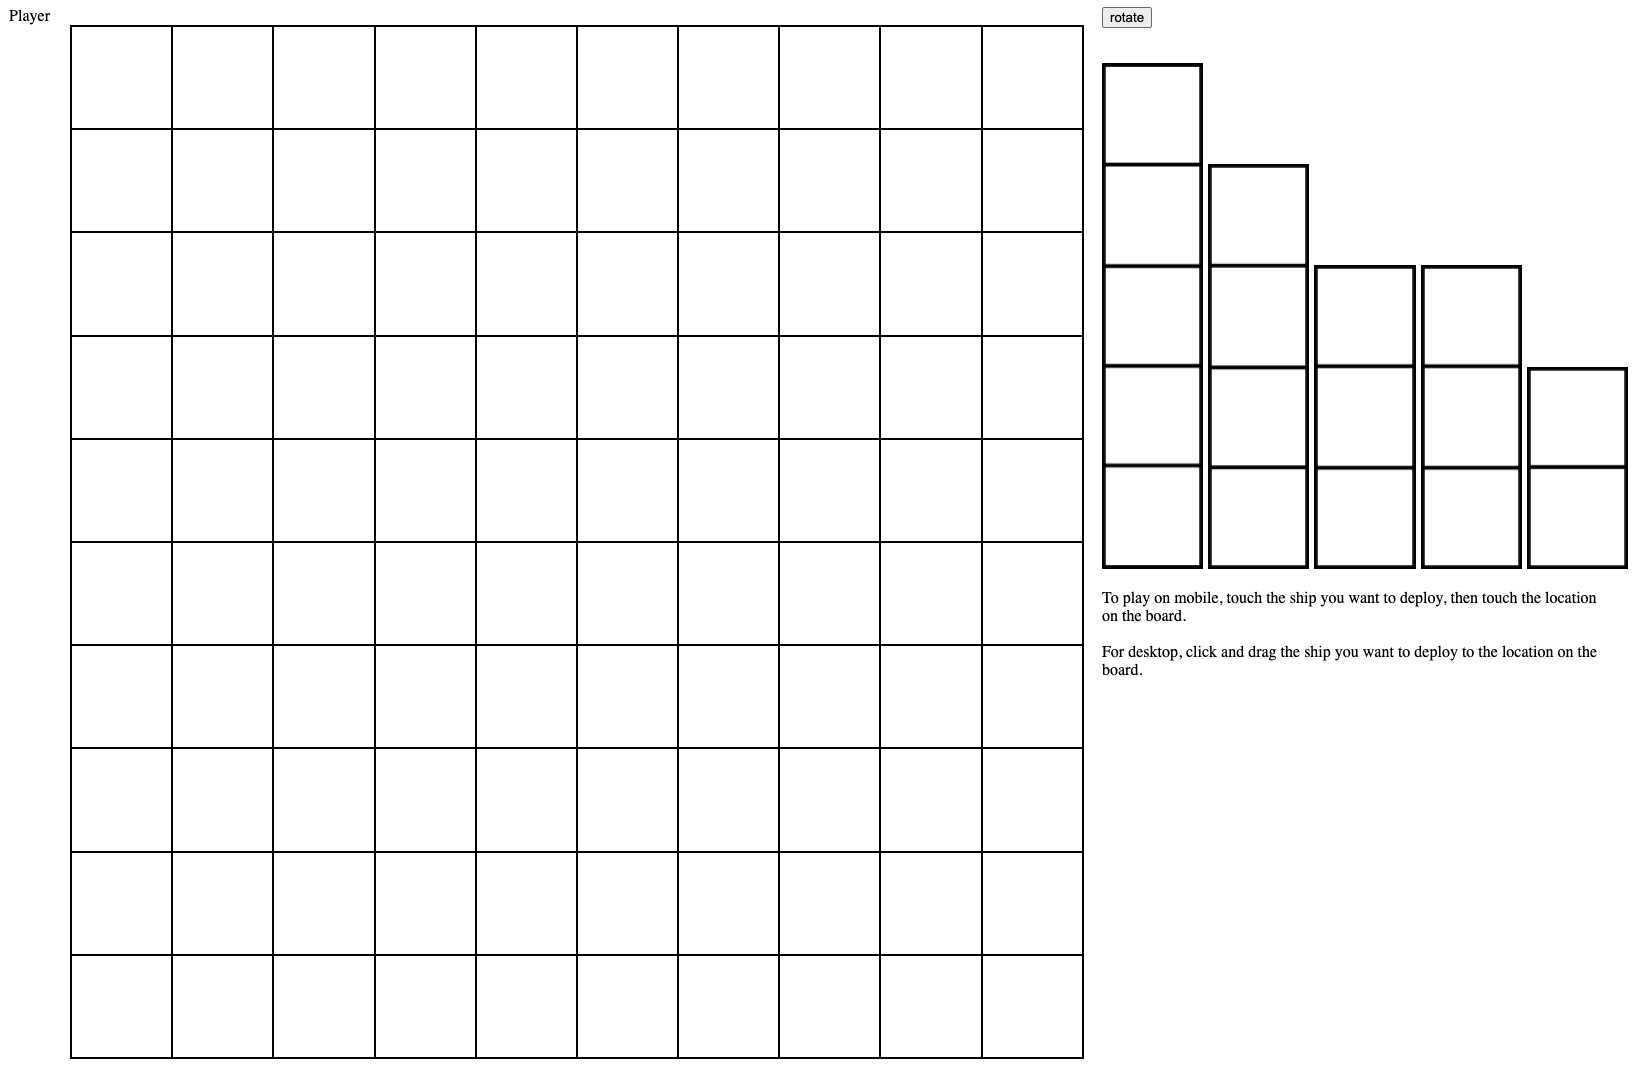 Player
rotate
To play on mobile, touch the ship you want to deploy, then touch the location
on the board.
For desktop, click and drag the ship you want to deploy to the location on the
board.